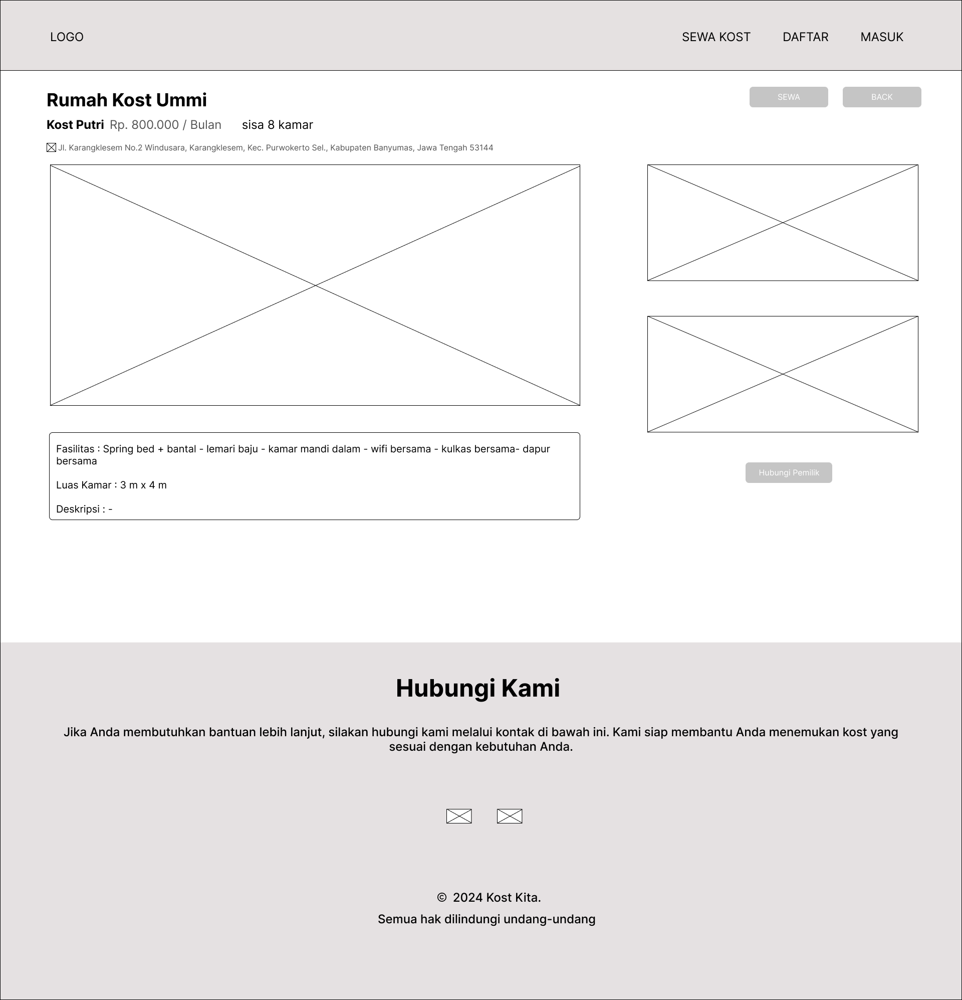 LOGO
SEWA KOST
DAFTAR
MASUK
Rumah Kost Ummi
SEWA
BACK
Kost Putri Rp. 800.000 / Bulan sisa 8 kamar
Jl. Karangklesem No.2 Windusara, Karangklesem, Kec. Purwokerto Sel., Kabupaten Banyumas, Jawa Tengah 53144
Fasilitas : Spring bed + bantal - lemari baju - kamar mandi dalam - wifi bersama - kulkas bersama- dapur
bersama
Luas Kamar : 3 m x 4 m
Deskripsi : -
Hubungi Pemilik
Hubungi Kami
Jika Anda membutuhkan bantuan lebih lanjut, silakan hubungi kami melalui kontak di bawah ini. Kami siap membantu Anda menemukan kost yang
sesuai dengan kebutuhan Anda.
© 2024 Kost Kita.
Semua hak dilindungi undang-undang